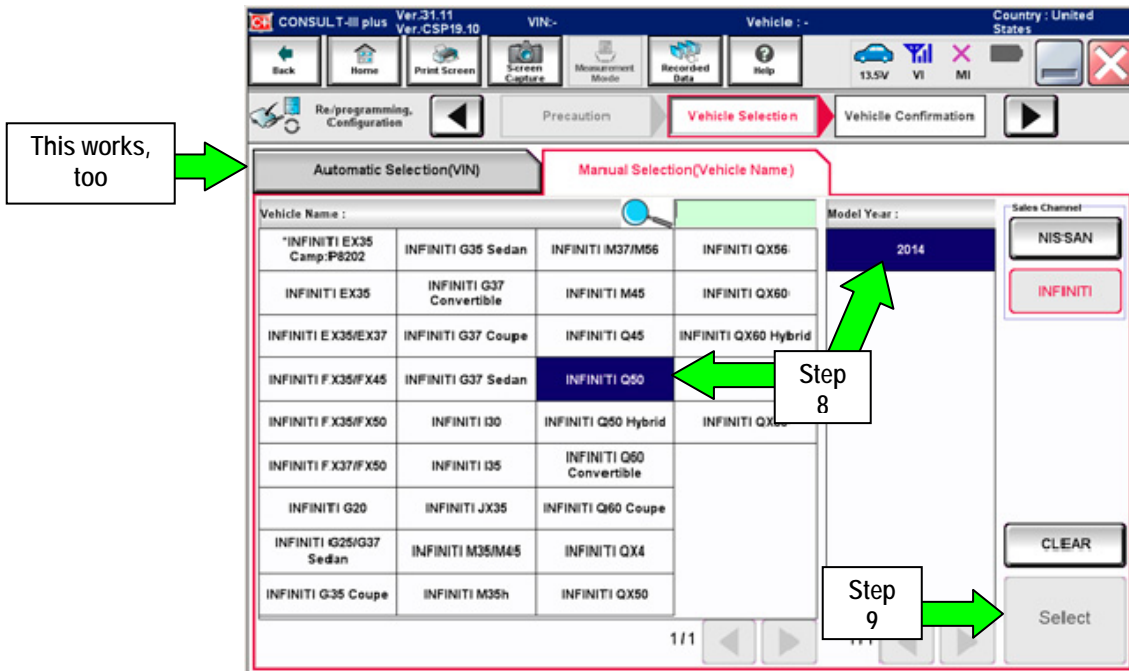 CONSULT-III plus
Ver.31.11
Ver.CSP19.10
VIN:-
Vehicle : -
Country : United
States
Back
Home
Print Screen
Screen
Capture
Measurement
Mode
Recorded
Data
Help
13.5V
VI
MI
Re/programming,
Configuration
Precaution
Vehicle Selection
Vehicle Confirmation
This works,
too
Automatic Selection(VIN)
Manual Selection(Vehicle Name)
Vehicle Name :
Model Year :
Sales Channel
*INFINITI EX35
Camp:P8202
INFINITI G35 Sedan
INFINITI M37/M56
INFINITI QX56
2014
NISSAN
INFINITI EX35
INFINITI G37
Convertible
INFINITI M45
INFINITI QX60
INFINITI
INFINITI EX35/EX37
INFINITI G37 Coupe
INFINITI Q45
INFINITI QX60 Hybrid
INFINITI FX35/FX45
INFINITI G37 Sedan
INFINITI Q50
Step
8
INFINITI FX35/FX50
INFINITI I30
INFINITI Q50 Hybrid
INFINITI
INFINITI FX37/FX50
INFINITI I35
INFINITI Q60
Convertible
INFINITI G20
INFINITI JX35
INFINITI Q60 Coupe
INFINITI G25/G37
Sedan
INFINITI M35/M45
INFINITI QX4
CLEAR
INFINITI G35 Coupe
INFINITI M35h
INFINITI QX50
Step
9
Select
1/1